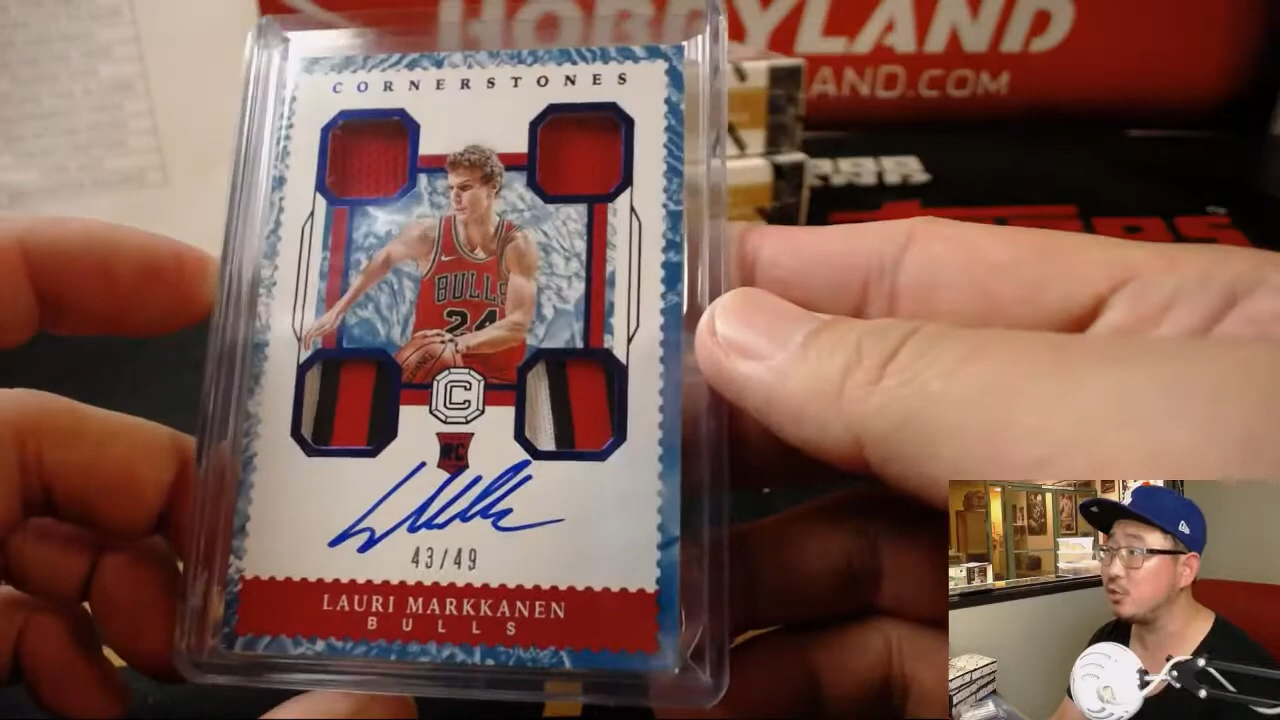 HOBBYLAND
LAND.COM
CORNERSTONES
BULLS
24
C
RC
43/49
LAURI MARKKANEN
BULLS